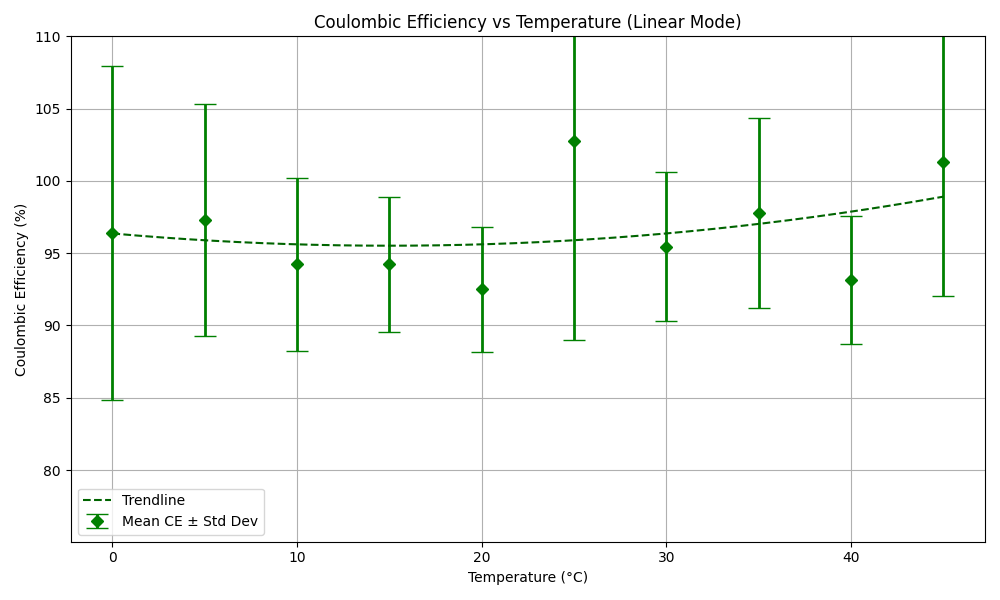 Coulombic Efficiency vs Temperature (Linear Mode)
110
105
100
95
90
85
80
Coulombic Efficiency (%)
Trendline
Mean CE ± Std Dev
0
10
20
30
40
Temperature (°C)